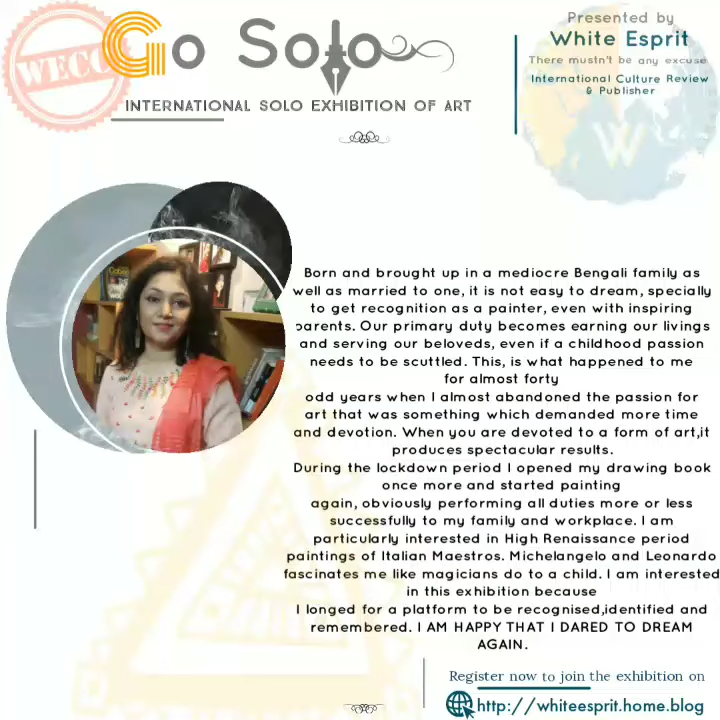 WECC
Go Solo
INTERNATIONAL SOLO EXHIBITION OF ART
Presented by
White Esprit
There mustn't be any excuse
International Culture Review
& Publisher
W
Born and brought up in a mediocre Bengali family as
well as married to one, it is not easy to dream, specially
to get recognition as a painter, even with inspiring
parents. Our primary duty becomes earning our livings
and serving our beloveds, even if a childhood passion
needs to be scuttled. This, is what happened to me
for almost forty
odd years when I almost abandoned the passion for
art that was something which demanded more time
and devotion. When you are devoted to a form of art,it
produces spectacular results.
During the lockdown period I opened my drawing book
once more and started painting
again, obviously performing all duties more or less
successfully to my family and workplace. I am
particularly interested in High Renaissance period
paintings of Italian Maestros. Michelangelo and Leonardo
fascinates me like magicians do to a child. I am interested
in this exhibition because
I longed for a platform to be recognised,identified and
remembered. I AM HAPPY THAT I DARED TO DREAM
AGAIN.
Register now to join the exhibition on
http://whiteesprit.home.blog